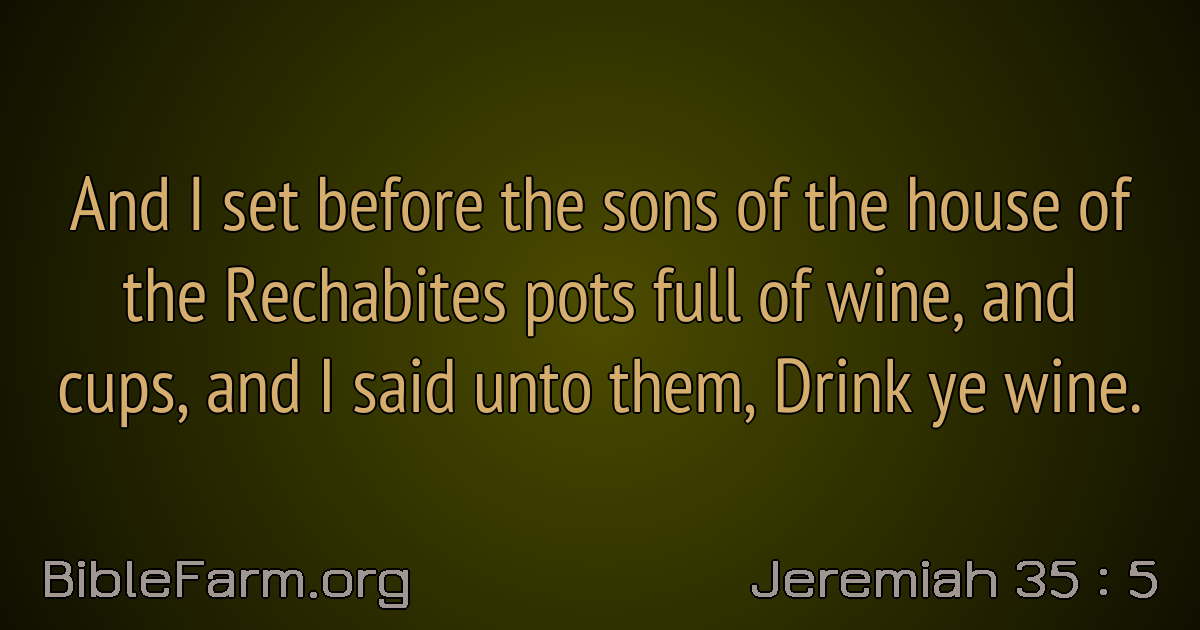 And I set before the sons of the house of
the Rechabites pots full of wine, and
cups, and I said unto them, Drink ye wine.
BibleFarm.org
Jeremiah 35 : 5